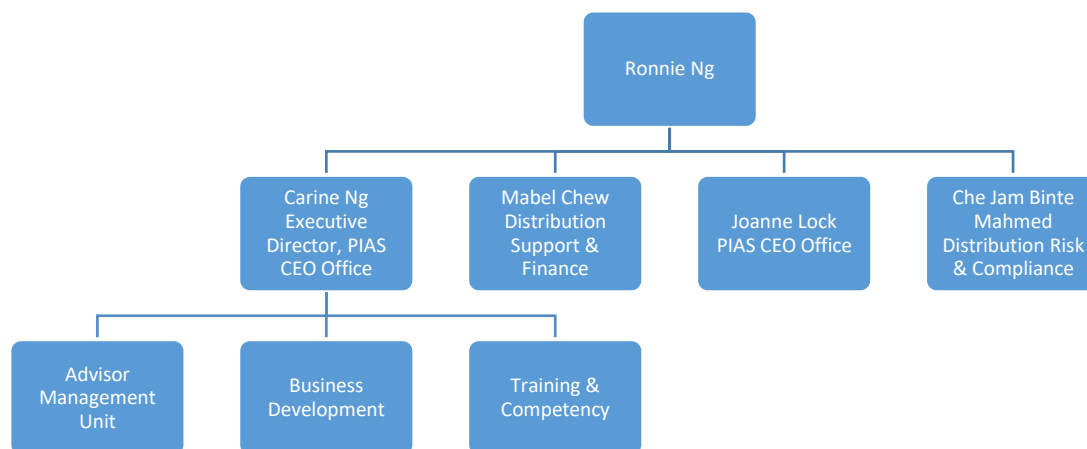 Ronnie Ng
Carine Ng
Executive
Director, PIAS
CEO Office
Mabel Chew
Distribution
Support &
Finance
Joanne Lock
PIAS CEO Office
Che Jam Binte
Mahmed
Distribution Risk
& Compliance
Advisor
Management
Unit
Business
Development
Training &
Competency